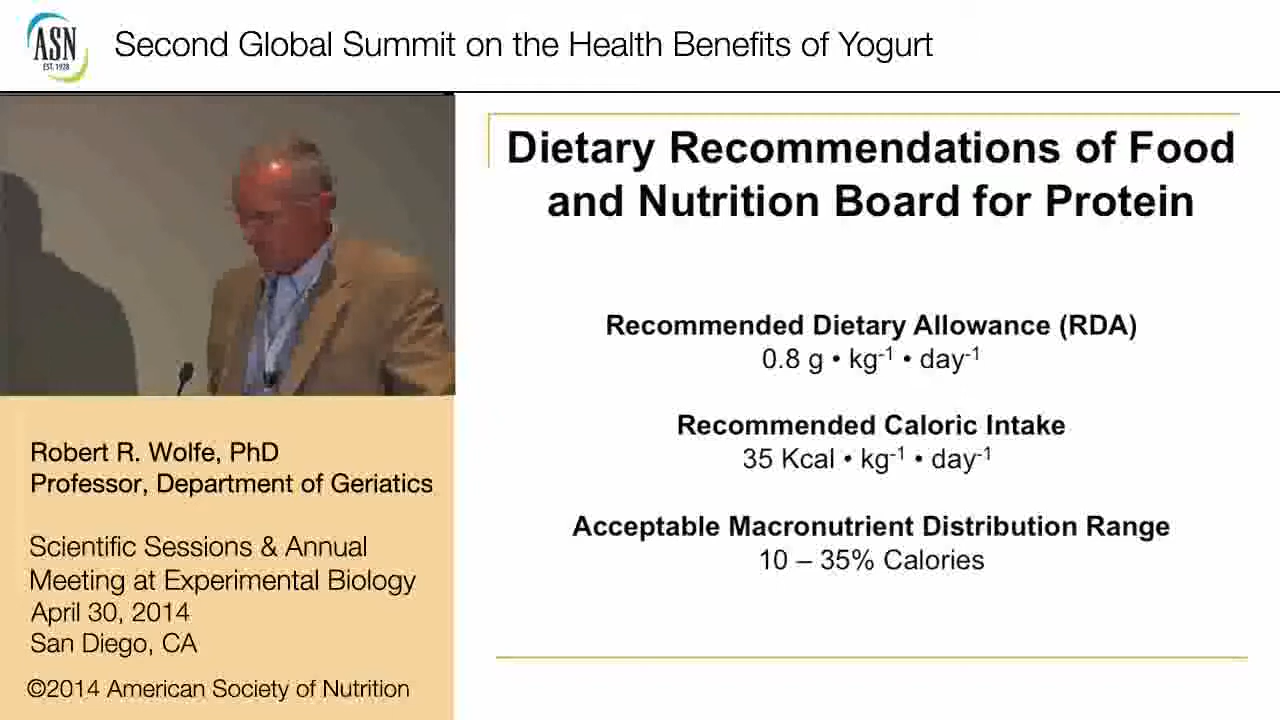 ASN
EST. 1928
Second Global Summit on the Health Benefits of Yogurt
Dietary Recommendations of Food
and Nutrition Board for Protein
Recommended Dietary Allowance (RDA)
0.8 g • kg-1 • day-1
Recommended Caloric Intake
35 Kcal • kg-1 • day-1
Acceptable Macronutrient Distribution Range
10 – 35% Calories
Robert R. Wolfe, PhD
Professor, Department of Geriatics
Scientific Sessions & Annual
Meeting at Experimental Biology
April 30, 2014
San Diego, CA
©2014 American Society of Nutrition